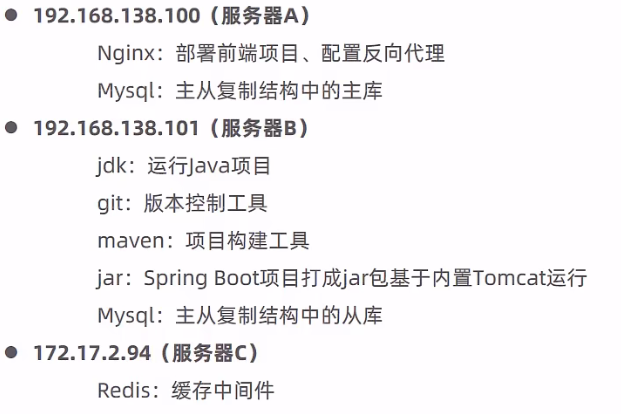 ● 192.168.138.100（服务器A）
Nginx：部署前端项目、配置反向代理
Mysql：主从复制结构中的主库
● 192.168.138.101（服务器B）
jdk：运行Java项目
git：版本控制工具
maven：项目构建工具
jar：Spring Boot项目打成jar包基于内置Tomcat运行
Mysql：主从复制结构中的从库
● 172.17.2.94（服务器C）
Redis：缓存中间件